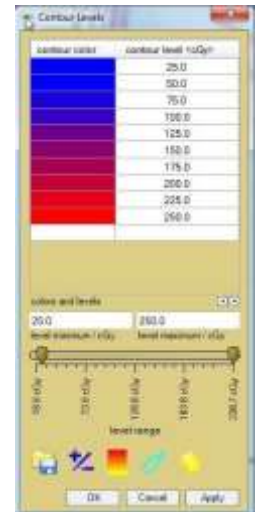 Contour Levels
contour color contour level <cGy>
25.0
50.0
75.0
100.0
125.0
150.0
175.0
200.0
225.0
250.0
colors and levels
250.0
level minimum / cGy level maximum / cGy
level range
OK Cancel Apply